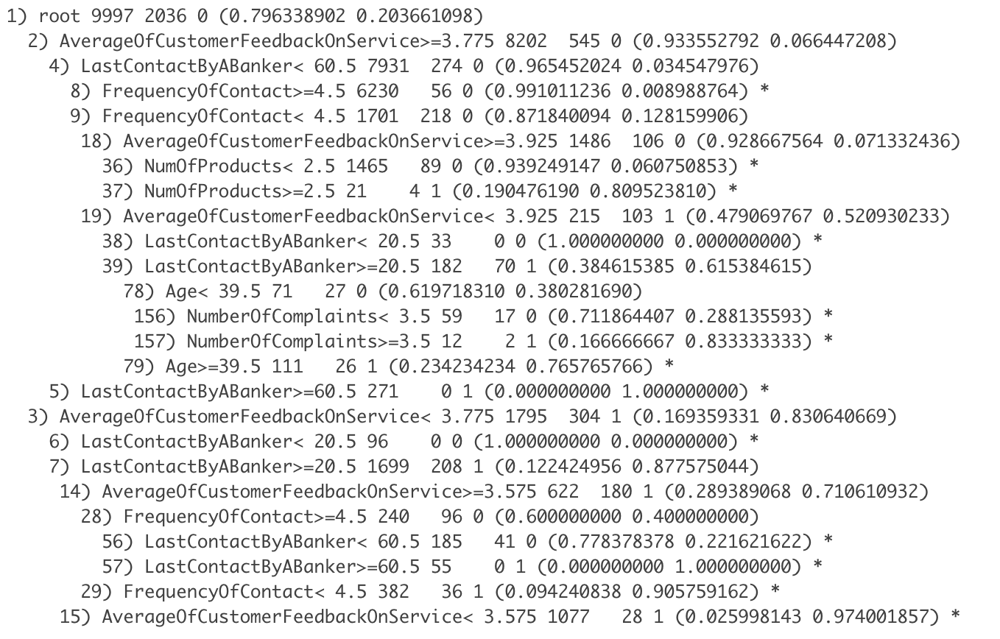 1) root 9997 2036 0 (0.796338902 0.203661098)
2) AverageOfCustomerFeedbackOnService>=3.775 8202 545 0 (0.933552792 0.066447208)
4) LastContactByABanker< 60.5 7931 274 0 (0.965452024 0.034547976)
8) FrequencyOfContact>=4.5 6230 56 0 (0.991011236 0.008988764) *
9) FrequencyOfContact< 4.5 1701 218 0 (0.871840094 0.128159906)
18) AverageOfCustomerFeedbackOnService>=3.925 1486 106 0 (0.928667564 0.071332436)
36) NumOfProducts< 2.5 1465 89 0 (0.939249147 0.060750853) *
37) NumOfProducts>=2.5 21 4 1 (0.190476190 0.809523810) *
19) AverageOfCustomerFeedbackOnService< 3.925 215 103 1 (0.479069767 0.520930233)
38) LastContactByABanker< 20.5 33 0 0 (1.000000000 0.000000000) *
39) LastContactByABanker>=20.5 182 70 1 (0.384615385 0.615384615)
78) Age< 39.5 71 27 0 (0.619718310 0.380281690)
156) NumberOfComplaints< 3.5 59 17 0 (0.711864407 0.288135593) *
157) NumberOfComplaints>=3.5 12 2 1 (0.166666667 0.833333333) *
79) Age>=39.5 111 26 1 (0.234234234 0.765765766) *
5) LastContactByABanker>=60.5 271 0 1 (0.000000000 1.000000000) *
3) AverageOfCustomerFeedbackOnService< 3.775 1795 304 1 (0.169359331 0.830640669)
6) LastContactByABanker< 20.5 96 0 0 (1.000000000 0.000000000) *
7) LastContactByABanker>=20.5 1699 208 1 (0.122424956 0.877575044)
14) AverageOfCustomerFeedbackOnService>=3.575 622 180 1 (0.289389068 0.710610932)
28) FrequencyOfContact>=4.5 240 96 0 (0.600000000 0.400000000)
56) LastContactByABanker< 60.5 185 41 0 (0.778378378 0.221621622) *
57) LastContactByABanker>=60.5 55 0 1 (0.000000000 1.000000000) *
29) FrequencyOfContact< 4.5 382 36 1 (0.094240838 0.905759162) *
15) AverageOfCustomerFeedbackOnService< 3.575 1077 28 1 (0.025998143 0.974001857) *